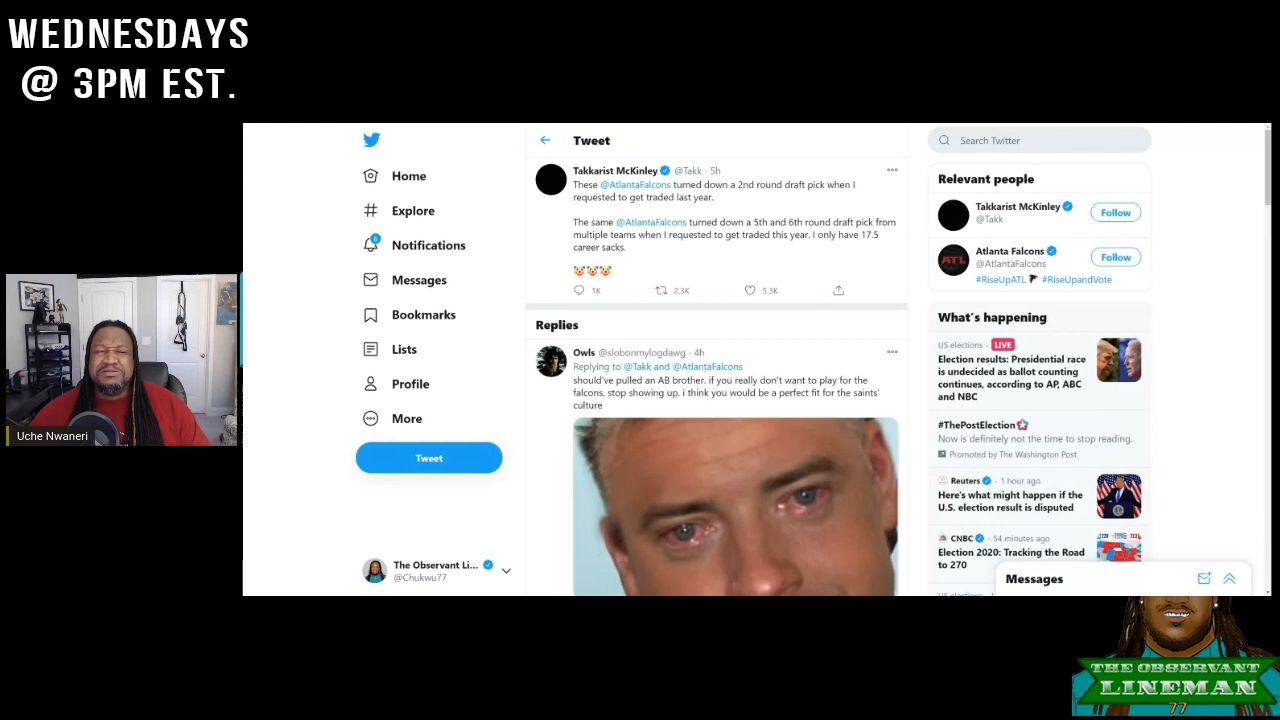 WEDNESDAYS
@ 3PM EST.
Uche Nwaneri
Home
Explore
6
Notifications
Messages
Bookmarks
Lists
Profile
More
Tweet
The Observant Li...
@Chukwu77
Tweet
Takkarist McKinley @Takk · 5h
These @AtlantaFalcons turned down a 2nd round draft pick when I
requested to get traded last year.
The same @AtlantaFalcons turned down a 5th and 6th round draft pick from
multiple teams when I requested to get traded this year. I only have 17.5
career sacks.
🤡🤡🤡
1K 2.3K 5.3K
Replies
Owls @slobonmylogdawg · 4h
Replying to @Takk and @AtlantaFalcons
should've pulled an AB brother. if you really don't want to play for the
falcons, stop showing up. i think you would be a perfect fit for the saints'
culture
Search Twitter
Relevant people
Takkarist McKinley
@Takk
Follow
ATL
Atlanta Falcons
@AtlantaFalcons
Follow
#RiseUpATL #RiseUpandVote
What's happening
US elections · LIVE
Election results: Presidential race
is undecided as ballot counting
continues, according to AP, ABC
and NBC
#ThePostElection
Now is definitely not the time to stop reading.
Promoted by The Washington Post
Reuters · 1 hour ago
Here's what might happen if the
U.S. election result is disputed
CNBC · 54 minutes ago
Election 2020: Tracking the Road
to 270
Messages
THE OBSERVANT
LINEMAN
77